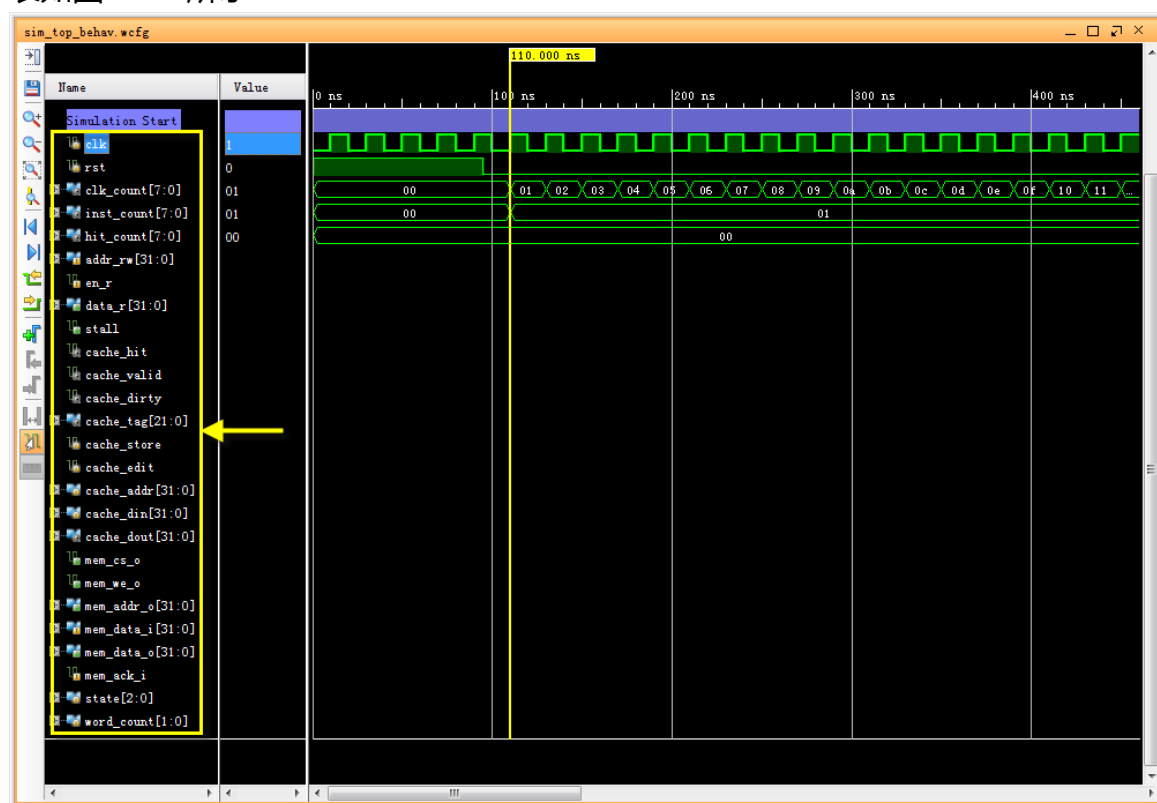 sim_top_behav.wcfg
110.000 ns
Name Value
0 ns 100 ns 200 ns 300 ns 400 ns
Simulation Start
clk 1
rst 0
clk_count[7:0] 01 00 01 02 03 04 05 06 07 08 09 0a 0b 0c 0d 0e 0f 10 11 ...
inst_count[7:0] 01 00 01
hit_count[7:0] 00 00
addr_rw[31:0]
en_r
data_r[31:0]
stall
cache_hit
cache_valid
cache_dirty
cache_tag[21:0]
cache_store
cache_edit
cache_addr[31:0]
cache_din[31:0]
cache_dout[31:0]
mem_cs_o
mem_we_o
mem_addr_o[31:0]
mem_data_i[31:0]
mem_data_o[31:0]
mem_ack_i
state[2:0]
word_count[1:0]